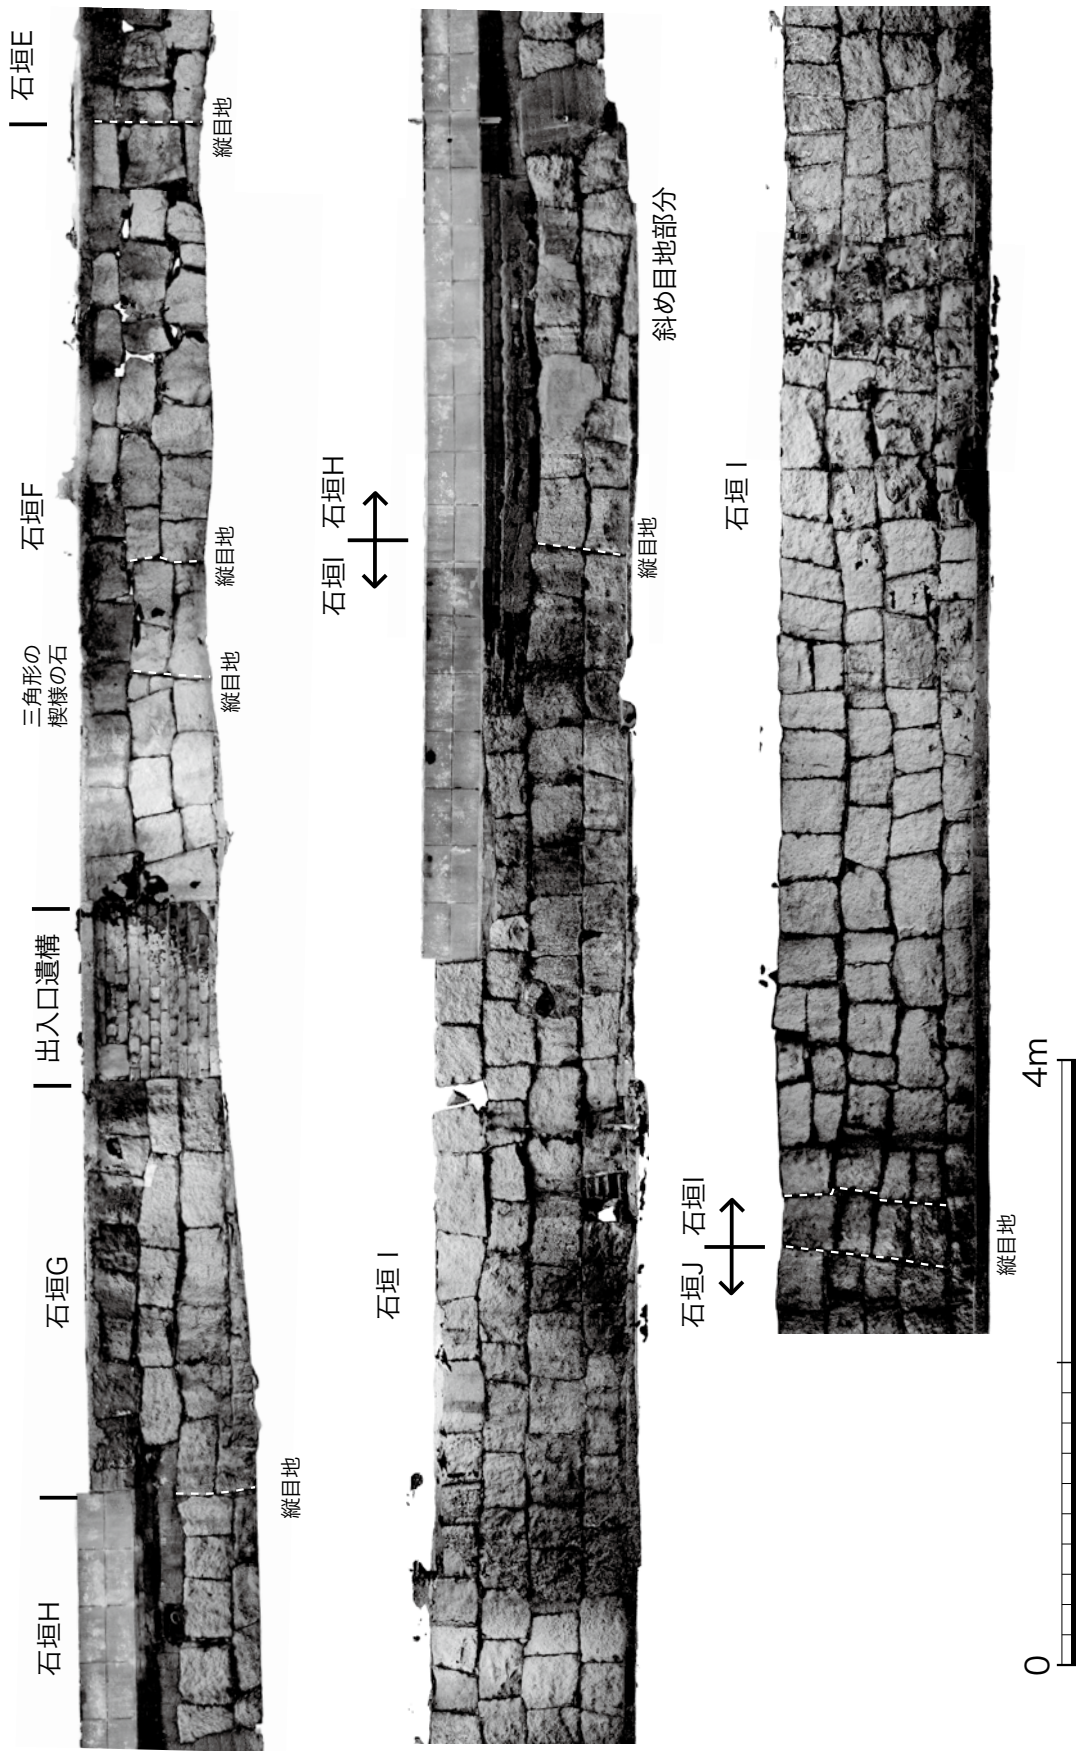 石垣H
石垣G
出入口遺構
三角形の
楔様の石
石垣F
石垣E
縦目地
縦目地
縦目地
縦目地
石垣 I
石垣I
石垣H
縦目地
斜め目地部分
石垣J
石垣I
石垣 I
縦目地
0
4m